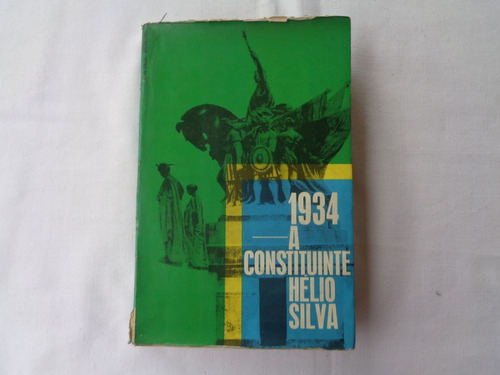 1934
A
CONSTITUINTE
HÉLIO
SILVA